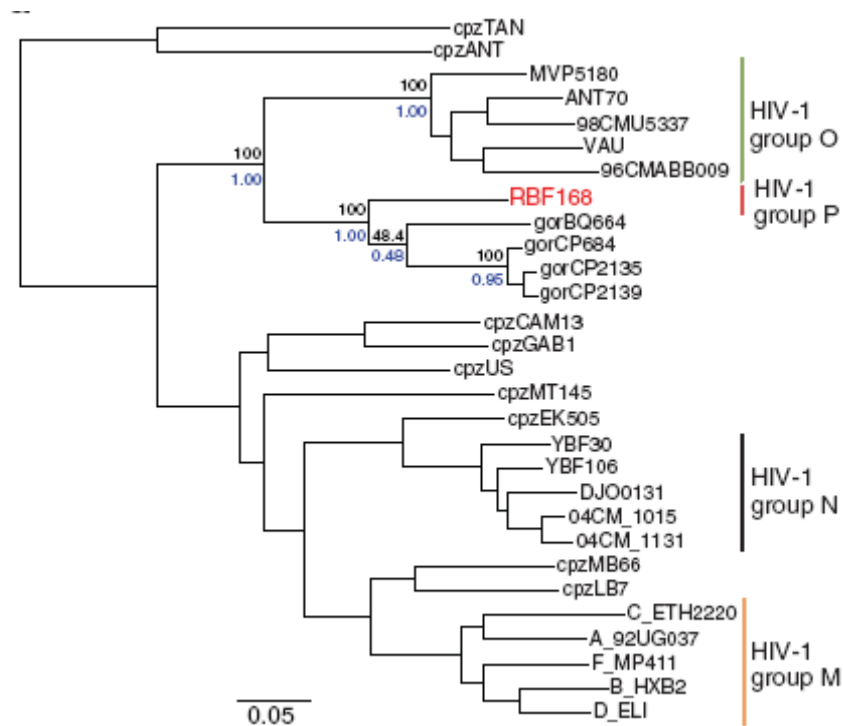 cpzTAN
cpzANT
MVP5180
100
1.00
ANT70
98CMU5337
VAU
96CMABB009
HIV-1
group O
100
1.00
RBF168
HIV-1
group P
100
1.00
gorBQ664
48.4
0.48
gorCP684
100
0.95
gorCP2135
gorCP2139
cpzCAM13
cpzGAB1
cpzUS
cpzMT145
cpzEK505
YBF30
YBF106
DJO0131
04CM_1015
04CM_1131
HIV-1
group N
cpzMB66
cpzLB7
C_ETH2220
A_92UG037
F_MP411
B_HXB2
D_ELI
HIV-1
group M
0.05